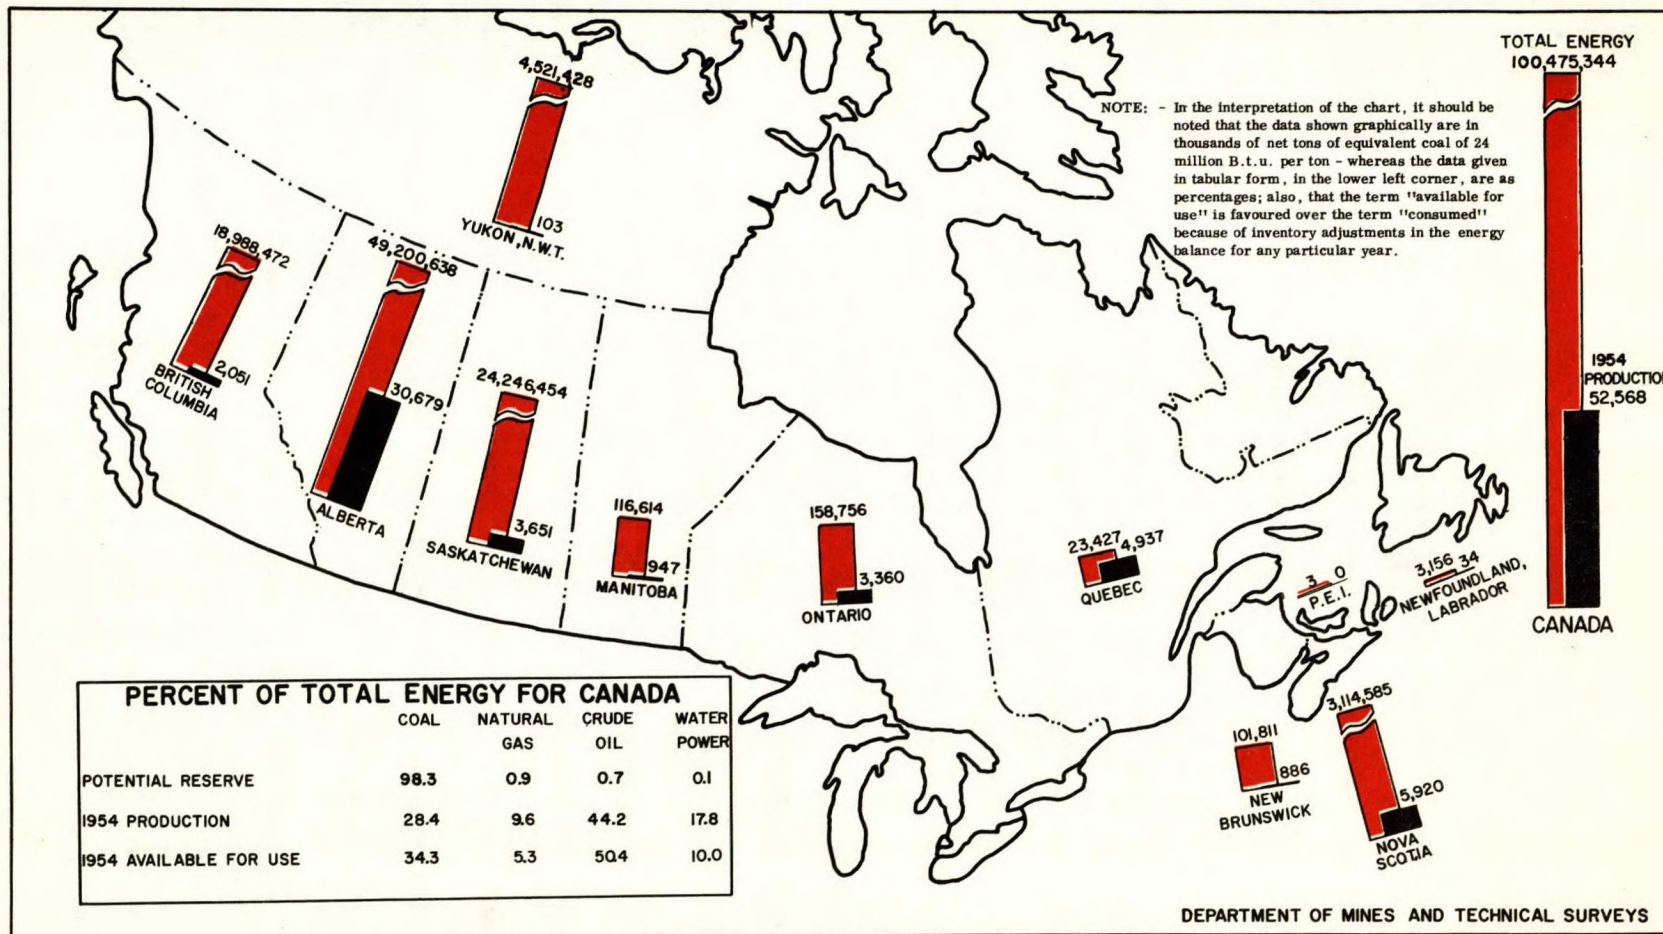 TOTAL ENERGY
100,475,344
NOTE: - In the interpretation of the chart, it should be
noted that the data shown graphically are in
thousands of net tons of equivalent coal of 24
million B.t.u. per ton - whereas the data given
in tabular form, in the lower left corner, are as
percentages; also, that the term "available for
use" is favoured over the term "consumed"
because of inventory adjustments in the energy
balance for any particular year.
4,521,428
103
YUKON, N.W.T.
18,988,472
2,051
BRITISH
COLUMBIA
49,200,638
30,679
ALBERTA
24,246,454
3,651
SASKATCHEWAN
116,614
947
MANITOBA
158,756
3,360
ONTARIO
23,427
4,937
QUEBEC
3 0
P.E.I.
3,156 34
NEWFOUNDLAND,
LABRADOR
1954
PRODUCTION
52,568
CANADA
101,811
886
NEW
BRUNSWICK
3,114,585
5,920
NOVA
SCOTIA
PERCENT OF TOTAL ENERGY FOR CANADA
COAL NATURAL CRUDE WATER
GAS OIL POWER
POTENTIAL RESERVE 98.3 0.9 0.7 0.1
1954 PRODUCTION 28.4 9.6 44.2 17.8
1954 AVAILABLE FOR USE 34.3 5.3 50.4 10.0
DEPARTMENT OF MINES AND TECHNICAL SURVEYS